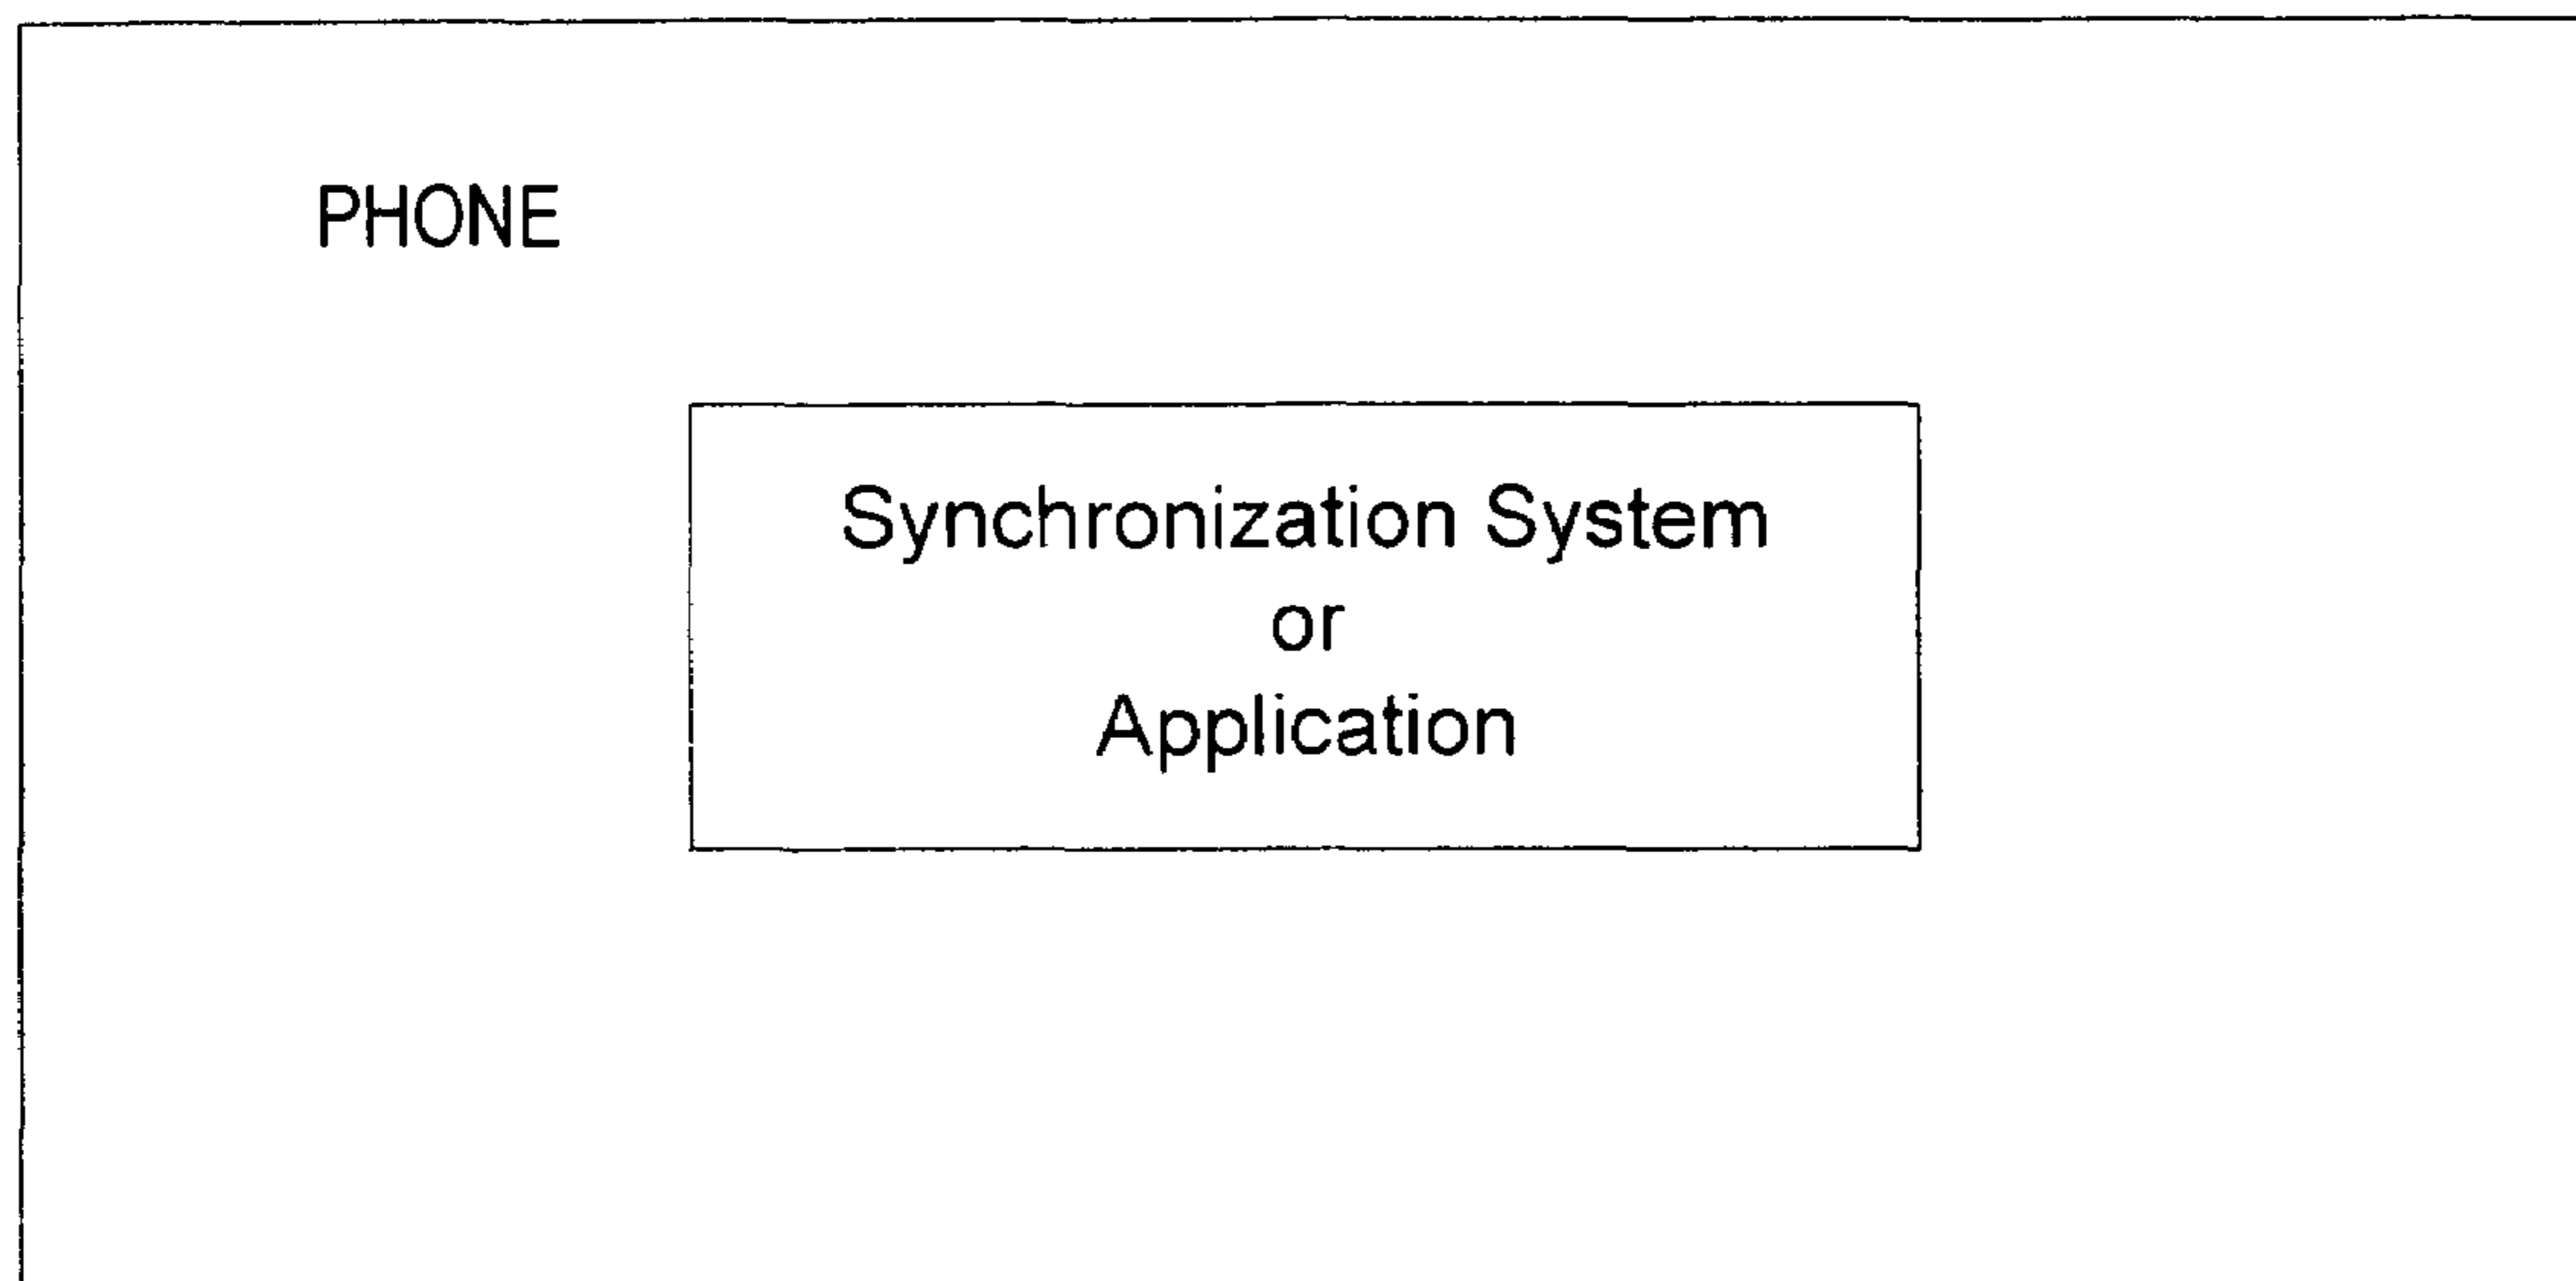 PHONE
Synchronization System
or
Application